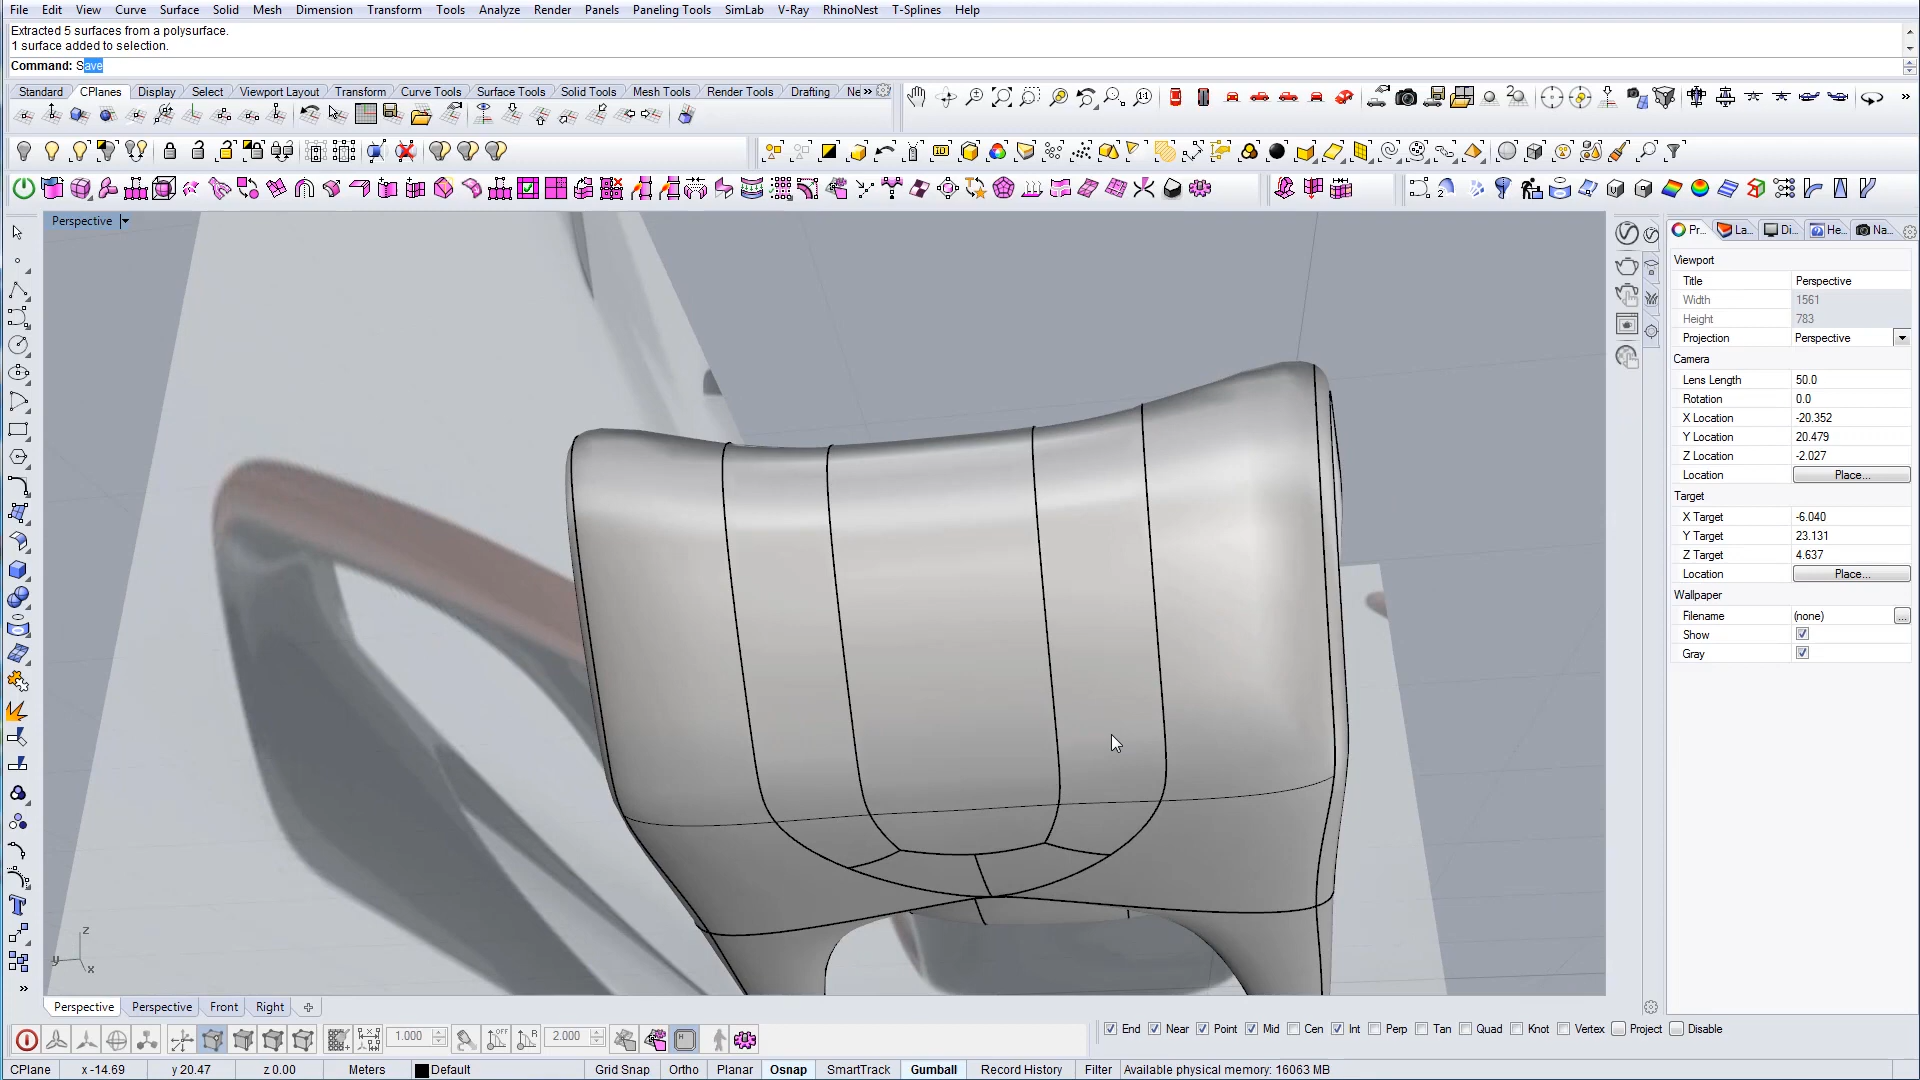 File Edit View Curve Surface Solid Mesh Dimension Transform Tools Analyze Render Panels Paneling Tools SimLab V-Ray RhinoNest T-Splines Help
Extracted 5 surfaces from a polysurface.
1 surface added to selection.
Command: Save
Standard CPlanes Display Select Viewport Layout Transform Curve Tools Surface Tools Solid Tools Mesh Tools Render Tools Drafting Ne »
Perspective
Pr... La... Di... He... Na...
Viewport
Title Perspective
Width 1561
Height 783
Projection Perspective
Camera
Lens Length 50.0
Rotation 0.0
X Location -20.352
Y Location 20.479
Z Location -2.027
Location Place...
Target
X Target -6.040
Y Target 23.131
Z Target 4.637
Location Place...
Wallpaper
Filename (none) ...
Show
Gray
z
y
x
Perspective Perspective Front Right
1.000 2.000
End Near Point Mid Cen Int Perp Tan Quad Knot Vertex Project Disable
CPlane x -14.69 y 20.47 z 0.00 Meters Default Grid Snap Ortho Planar Osnap SmartTrack Gumball Record History Filter Available physical memory: 16063 MB